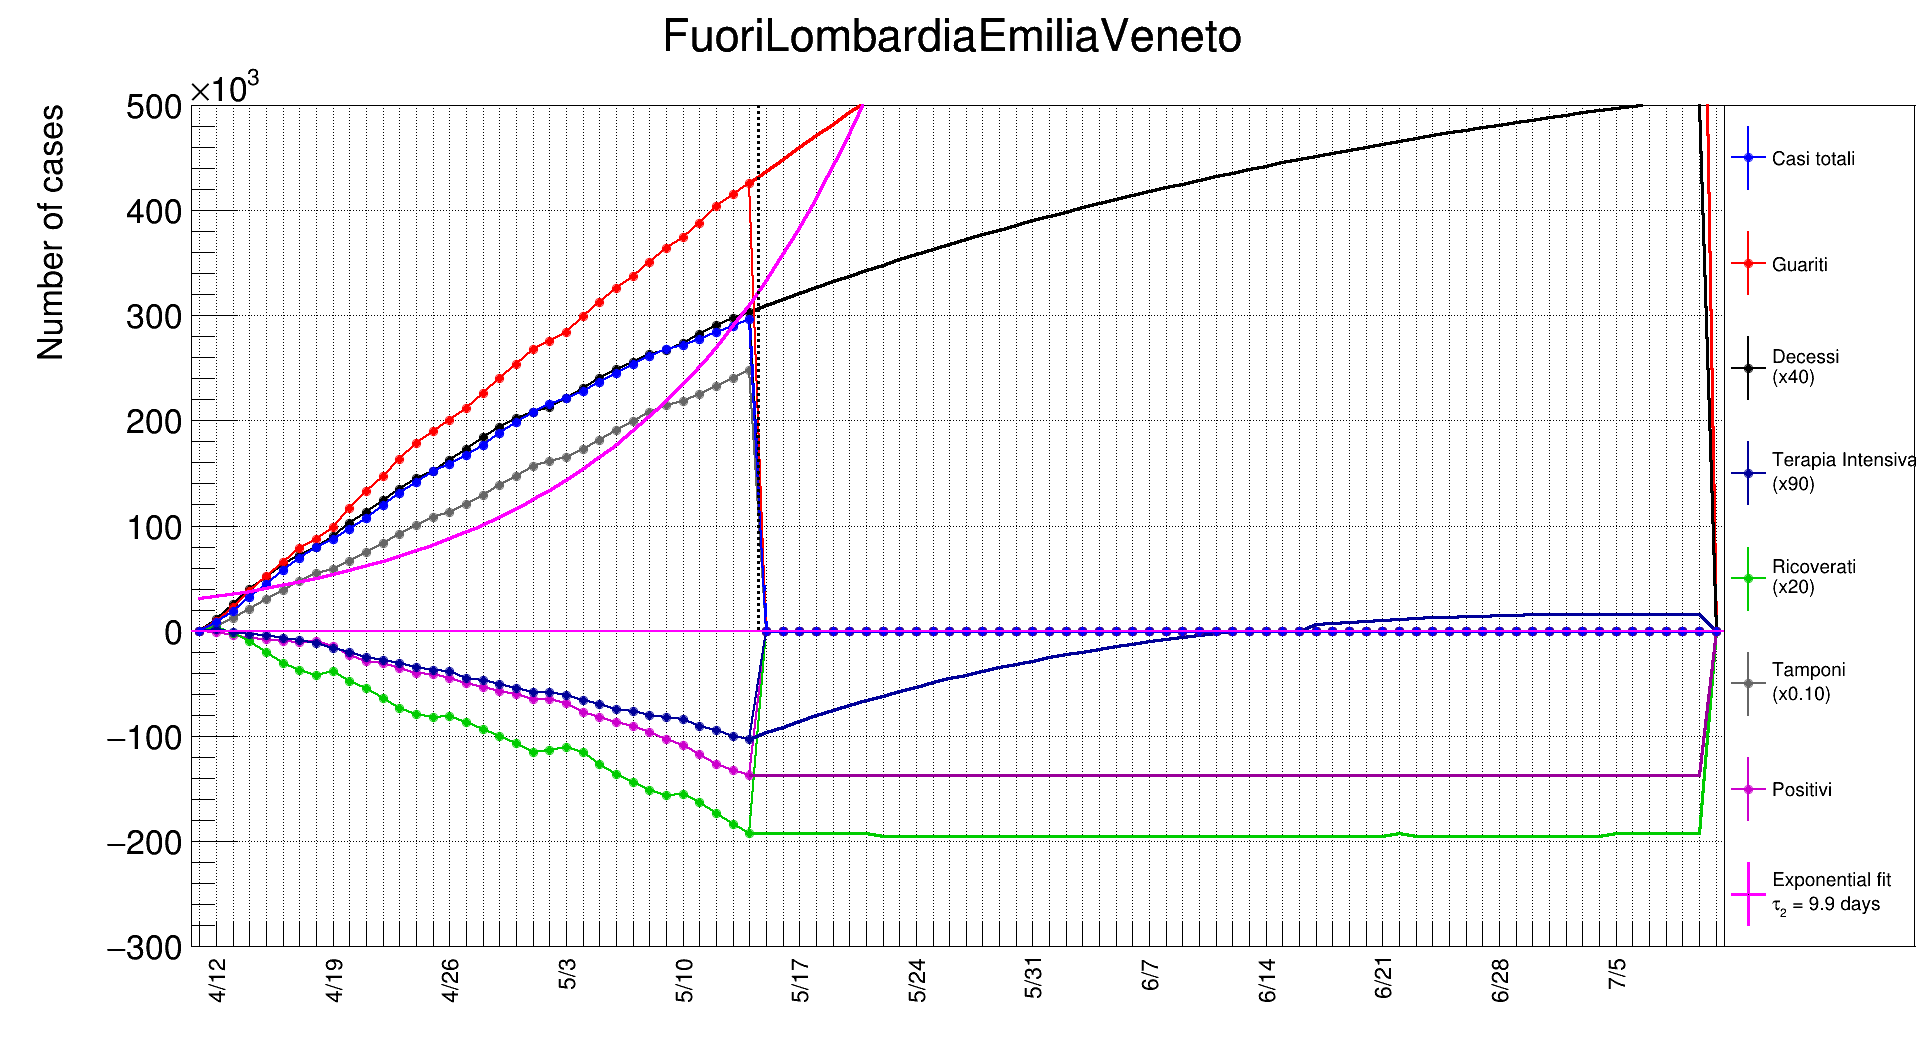 FuoriLombardiaEmiliaVeneto
×10³
Number of cases
500
400
300
200
100
0
−100
−200
−300
4/12
4/19
4/26
5/3
5/10
5/17
5/24
5/31
6/7
6/14
6/21
6/28
7/5
Casi totali
Guariti
Decessi
(x40)
Terapia Intensiva
(x90)
Ricoverati
(x20)
Tamponi
(x0.10)
Positivi
Exponential fit
τ₂ = 9.9 days